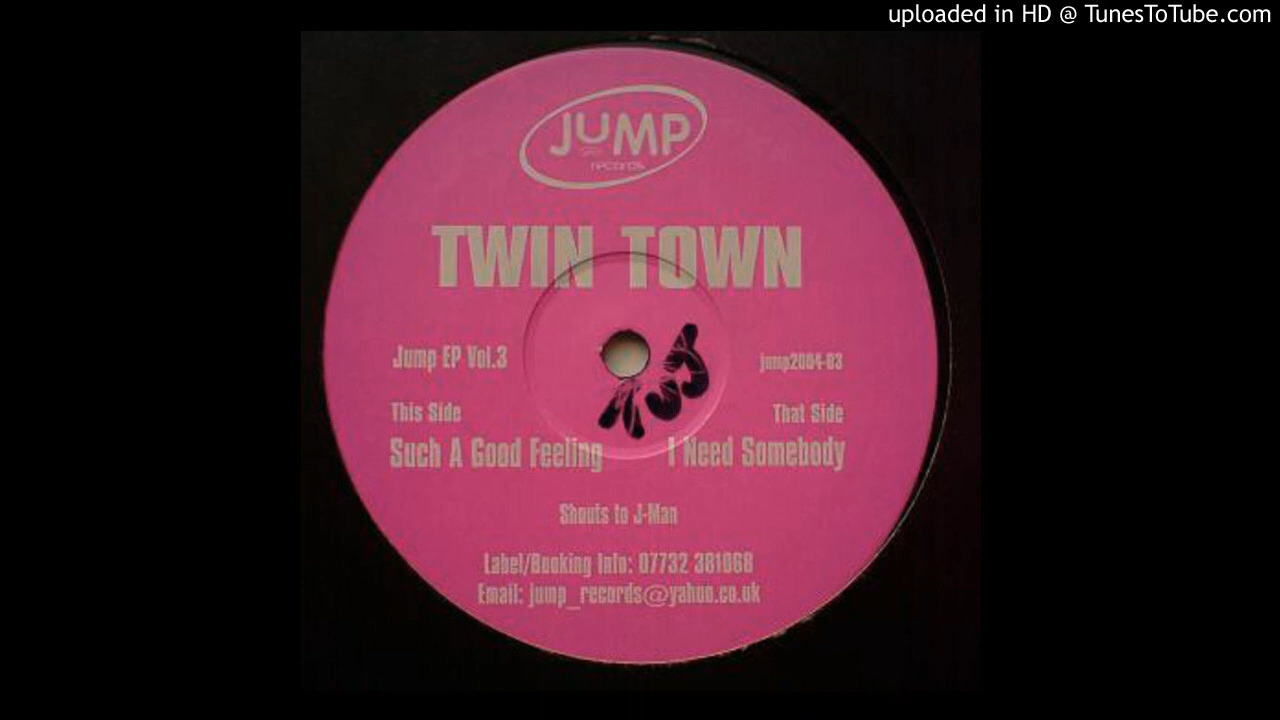 uploaded in HD @ TunesToTube.com
JUMP
records
TWIN TOWN
Jump EP Vol.3
jump2004-03
This Side
That Side
Such A Good Feeling
I Need Somebody
Shouts to J-Man
Label/Booking Info: 07732 381068
Email: jump_records@yahoo.co.uk